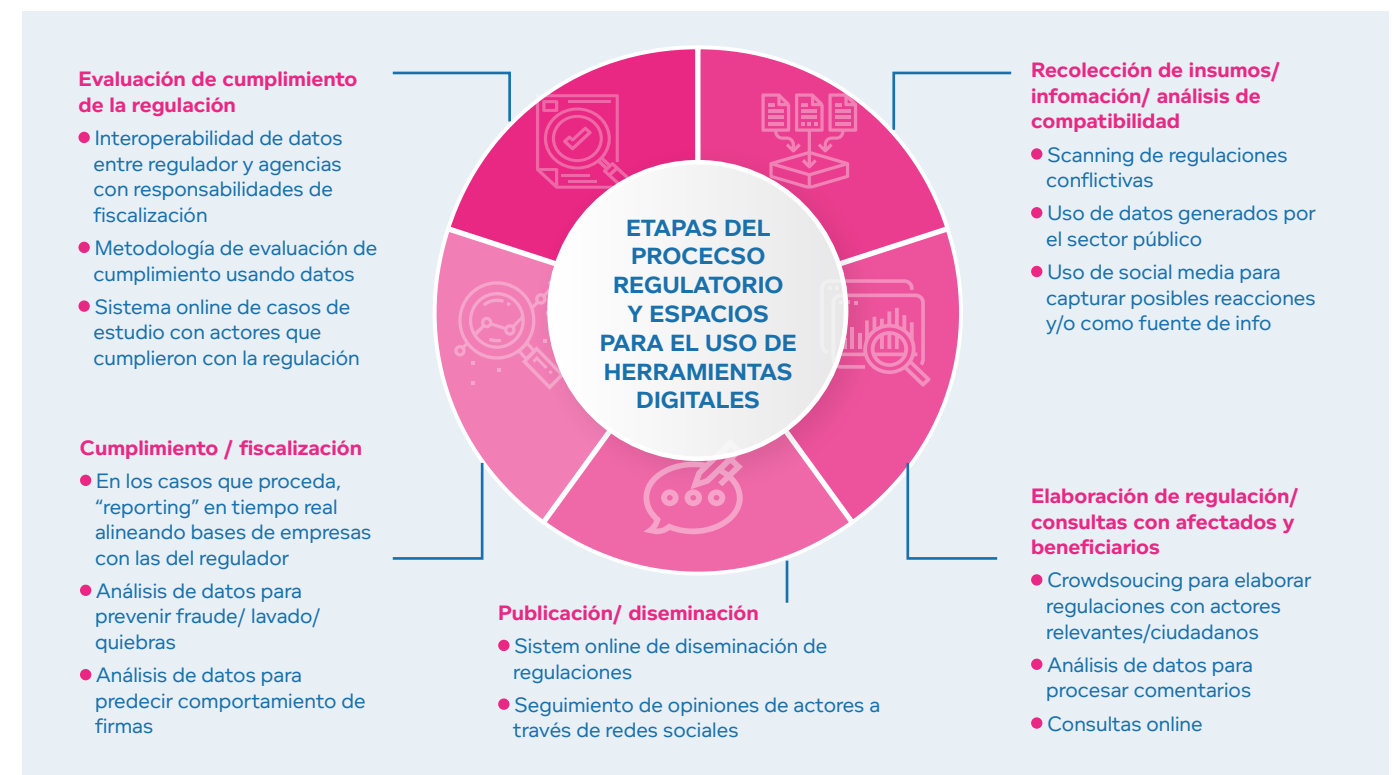 Evaluación de cumplimiento
de la regulación
● Interoperabilidad de datos
entre regulador y agencias
con responsabilidades de
fiscalización
● Metodología de evaluación de
cumplimiento usando datos
● Sistema online de casos de
estudio con actores que
cumplieron con la regulación
Cumplimiento / fiscalización
● En los casos que proceda,
“reporting” en tiempo real
alineando bases de empresas
con las del regulador
● Análisis de datos para
prevenir fraude/ lavado/
quiebras
● Análisis de datos para
predecir comportamiento de
firmas
ETAPAS DEL
PROCECSO
REGULATORIO
Y ESPACIOS
PARA EL USO DE
HERRAMIENTAS
DIGITALES
Publicación/ diseminación
● Sistem online de diseminación de
regulaciones
● Seguimiento de opiniones de actores a
través de redes sociales
Recolección de insumos/
infomación/ análisis de
compatibilidad
● Scanning de regulaciones
conflictivas
● Uso de datos generados por
el sector público
● Uso de social media para
capturar posibles reacciones
y/o como fuente de info
Elaboración de regulación/
consultas con afectados y
beneficiarios
● Crowdsoucing para elaborar
regulaciones con actores
relevantes/ciudadanos
● Análisis de datos para
procesar comentarios
● Consultas online